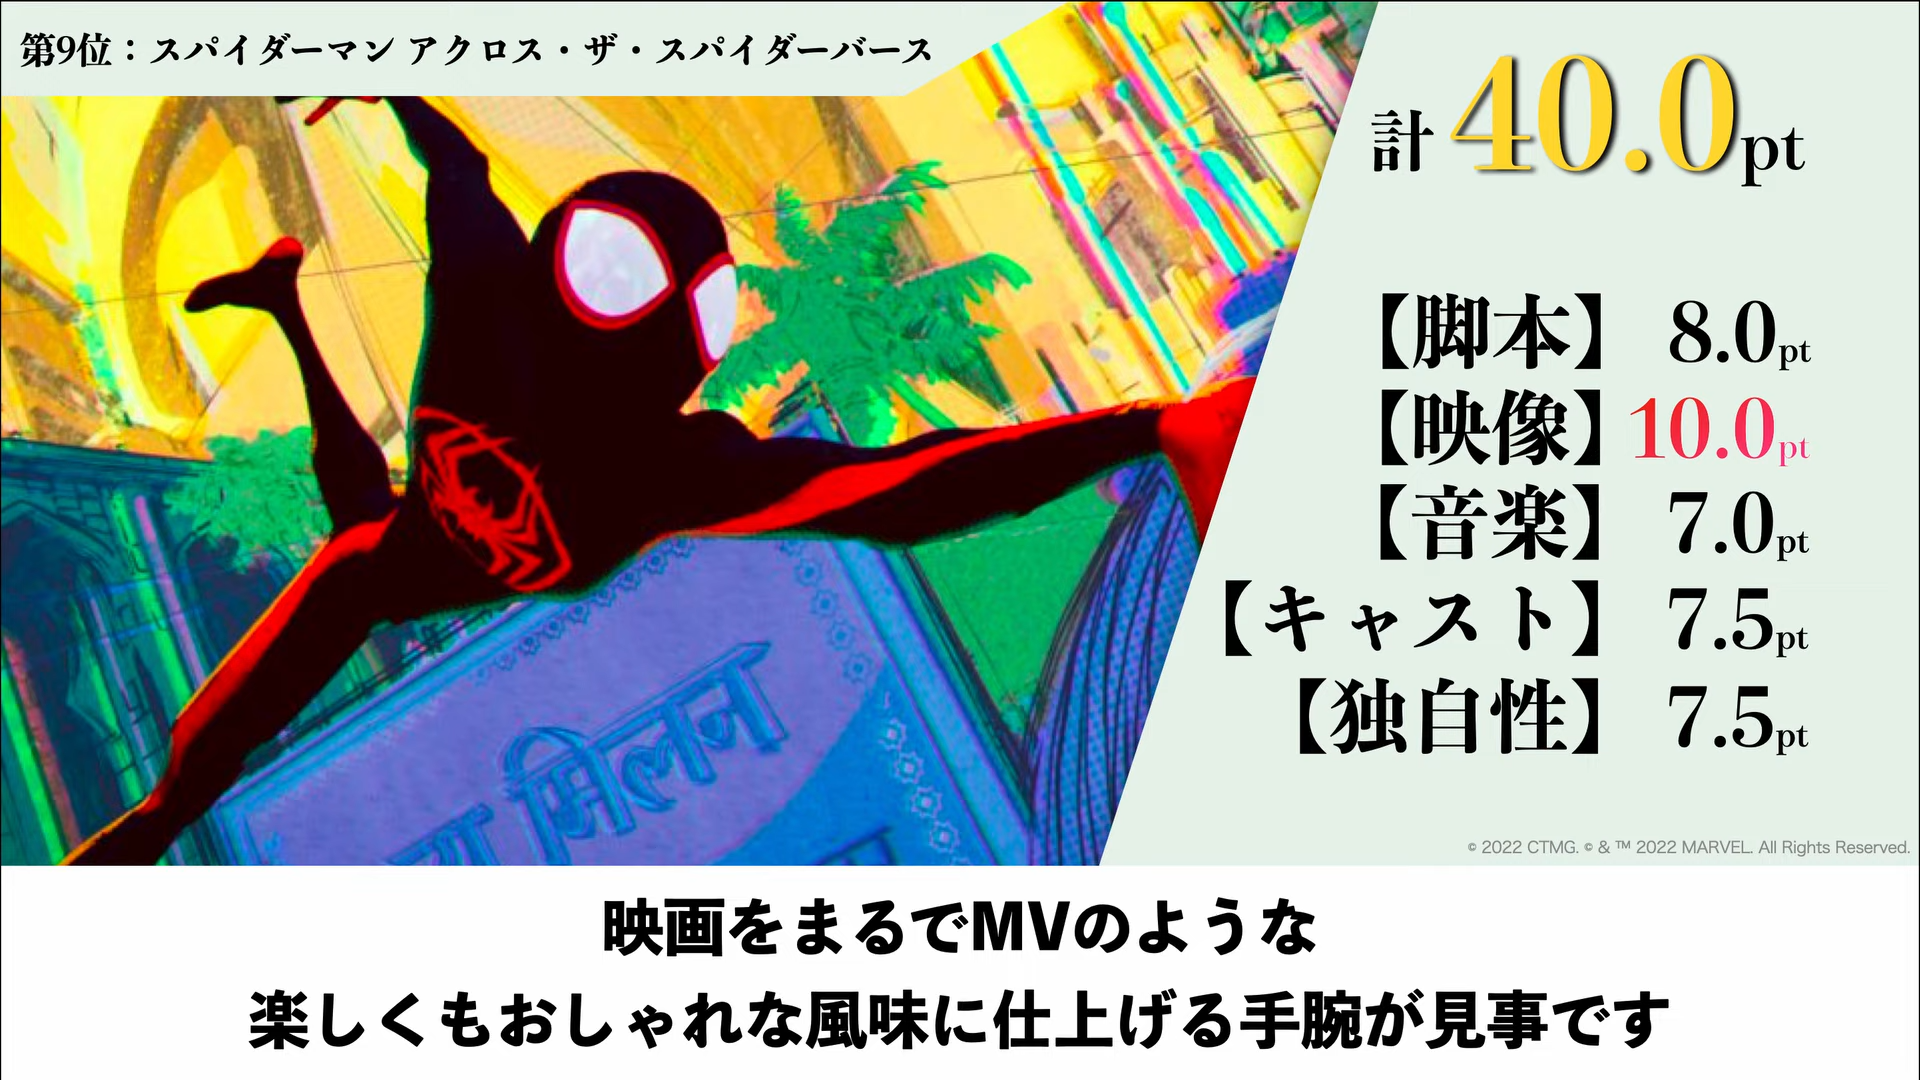 第9位：スパイダーマン アクロス・ザ・スパイダーバース
計 40.0pt
【脚本】 8.0pt
【映像】 10.0pt
【音楽】 7.0pt
【キャスト】 7.5pt
【独自性】 7.5pt
मिलन
© 2022 CTMG. © & ™ 2022 MARVEL. All Rights Reserved.
映画をまるでMVのような
楽しくもおしゃれな風味に仕上げる手腕が見事です